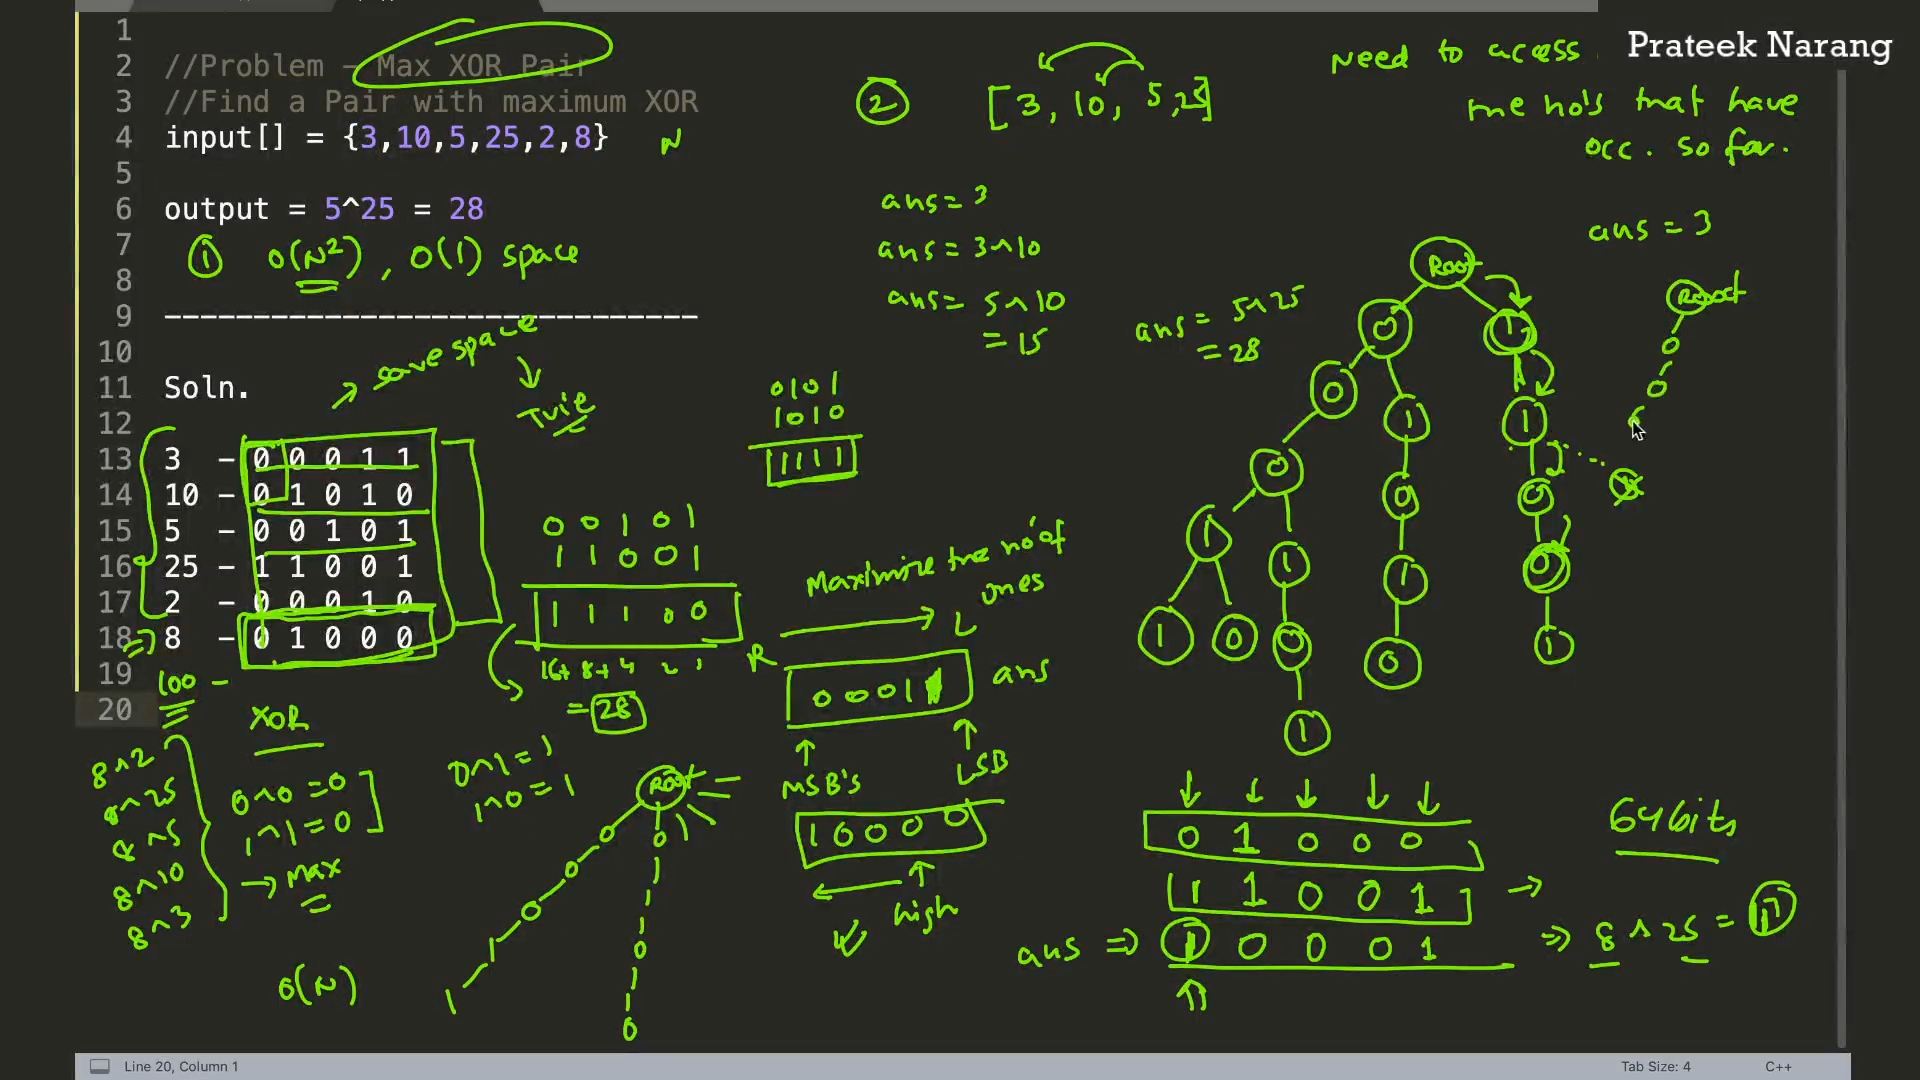 Prateek Narang
1
2 //Problem - Max XOR Pair
3 //Find a Pair with maximum XOR
4 input[] = {3,10,5,25,2,8} N
5
6 output = 5^25 = 28
7
8
9 ------------------------------
10
11 Soln.
12
13 3 - 0 0 0 1 1
14 10 - 0 1 0 1 0
15 5 - 0 0 1 0 1
16 25 - 1 1 0 0 1
17 2 - 0 0 0 1 0
18 8 - 0 1 0 0 0
19
20
① O(N²), O(1) space
→ save space
Trie
100 -
XOR
0^0 = 0
1^1 = 0
→ max
0^1 = 1
1^0 = 1
8^2
8^25
8^5
8^10
8^3
O(N)
0 0 1 0 1
1 1 0 0 1
1 1 1 0 0
16+ 8+ 4 2 1
= 28
Root
0 0
0
0
1 0
1
0
② [3, 10, 5, 25]
ans = 3
ans = 3^10
ans = 5^10
= 15
ans = 5^25
= 28
0101
1010
1111
Maximize the no of
ones
R L
0 0 0 1 ans
MSB's LSB
1 0 0 0 0
high
Need to access
the no's that have
occ. so far.
ans = 3
Root
0
0
Root
0 1
0 1 1
0 0 0
1 1 1 0
1 0 0 0 1
1
0 1 0 0 0
1 1 0 0 1 →
ans ⇒ 1 0 0 0 1 ⇒ 8 ^ 25 = 17
64 bits
Line 20, Column 1
Tab Size: 4
C++